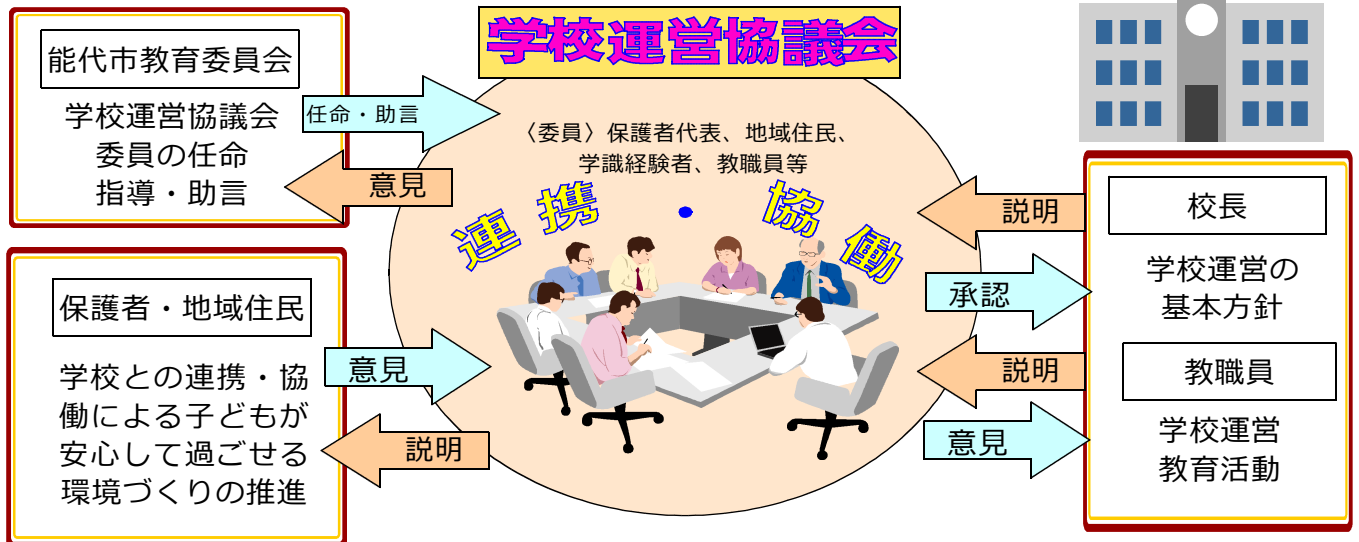 学校運営協議会
〈委員〉保護者代表、地域住民、
学識経験者、教職員等
連携・協働
能代市教育委員会
学校運営協議会
委員の任命
指導・助言
任命・助言
意見
保護者・地域住民
学校との連携・協
働による子どもが
安心して過ごせる
環境づくりの推進
意見
説明
説明
承認
説明
意見
校長
学校運営の
基本方針
教職員
学校運営
教育活動